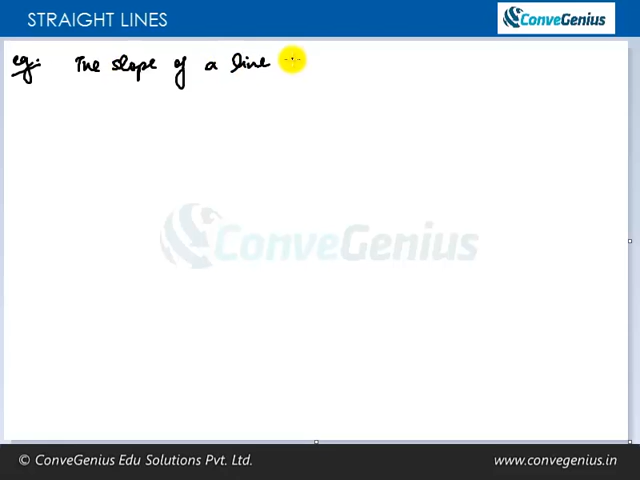 STRAIGHT LINES
ConveGenius
eg: The slope of a line
ConveGenius
© ConveGenius Edu Solutions Pvt. Ltd.
www.convegenius.in